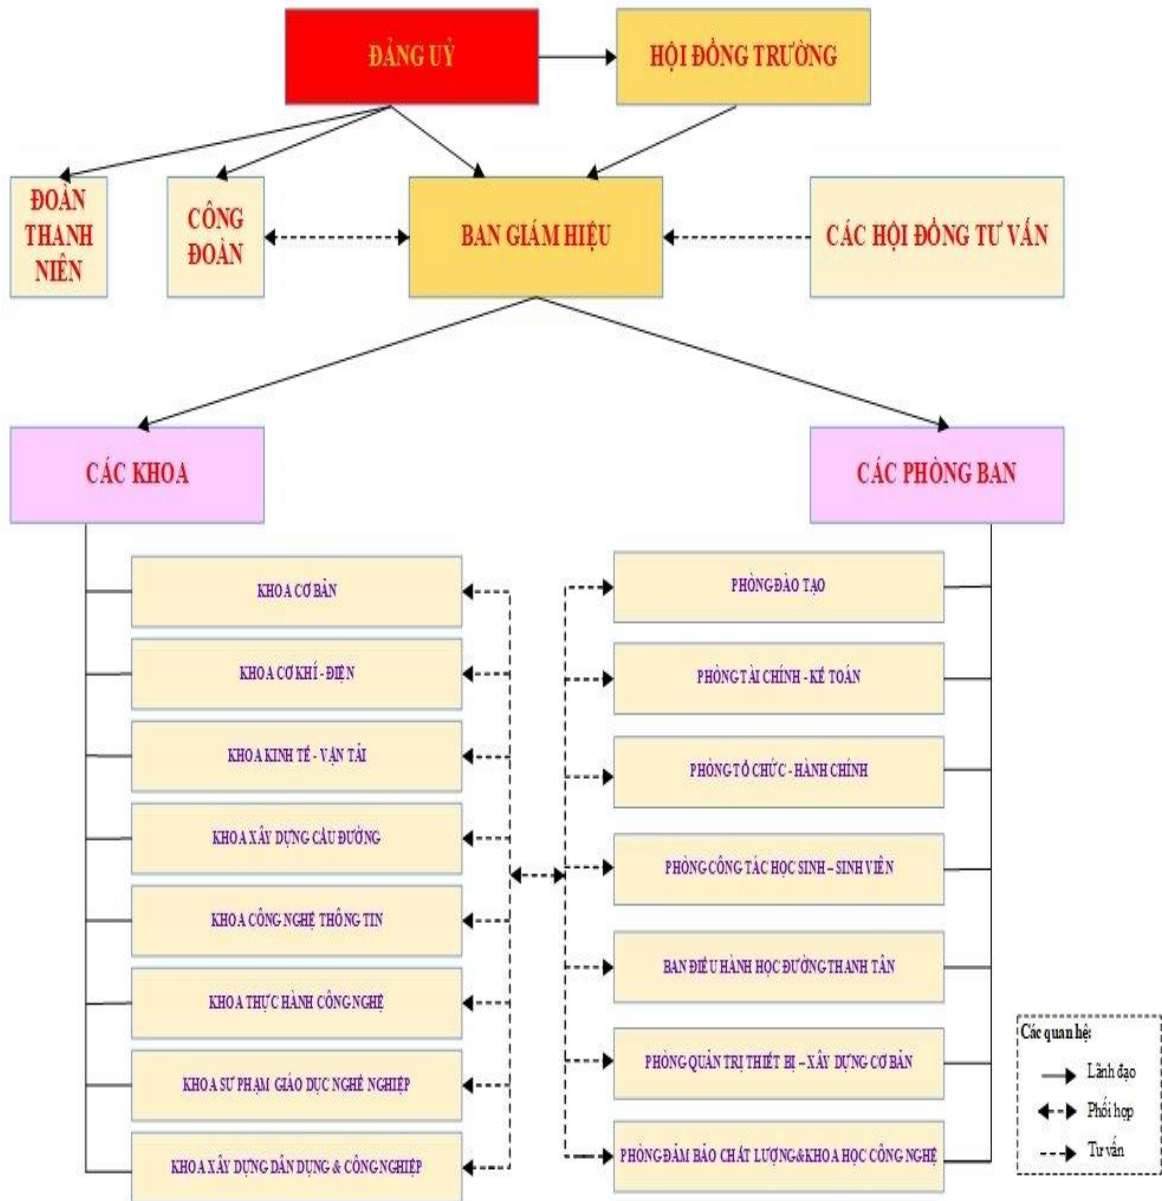 ĐẢNG UỶ
HỘI ĐỒNG TRƯỜNG
ĐOÀN
THANH
NIÊN
CÔNG
ĐOÀN
BAN GIÁM HIỆU
CÁC HỘI ĐỒNG TƯ VẤN
CÁC KHOA
CÁC PHÒNG BAN
KHOA CƠ BẢN
KHOA CƠ KHÍ - ĐIỆN
KHOA KINH TẾ - VẬN TẢI
KHOA XÂY DỰNG CẦU ĐƯỜNG
KHOA CÔNG NGHỆ THÔNG TIN
KHOA THỰC HÀNH CÔNG NGHỆ
KHOA SƯ PHẠM GIÁO DỤC NGHỀ NGHIỆP
KHOA XÂY DỰNG DÂN DỤNG & CÔNG NGHIỆP
PHÒNG ĐÀO TẠO
PHÒNG TÀI CHÍNH - KẾ TOÁN
PHÒNG TỔ CHỨC - HÀNH CHÍNH
PHÒNG CÔNG TÁC HỌC SINH – SINH VIÊN
BAN ĐIỀU HÀNH HỌC ĐƯỜNG THANH TÂN
PHÒNG QUẢN TRỊ THIẾT BỊ – XÂY DỰNG CƠ BẢN
PHÒNG ĐẢM BẢO CHẤT LƯỢNG&KHOA HỌC CÔNG NGHỆ
Các quan hệ:
Lãnh đạo
Phối hợp
Tư vấn